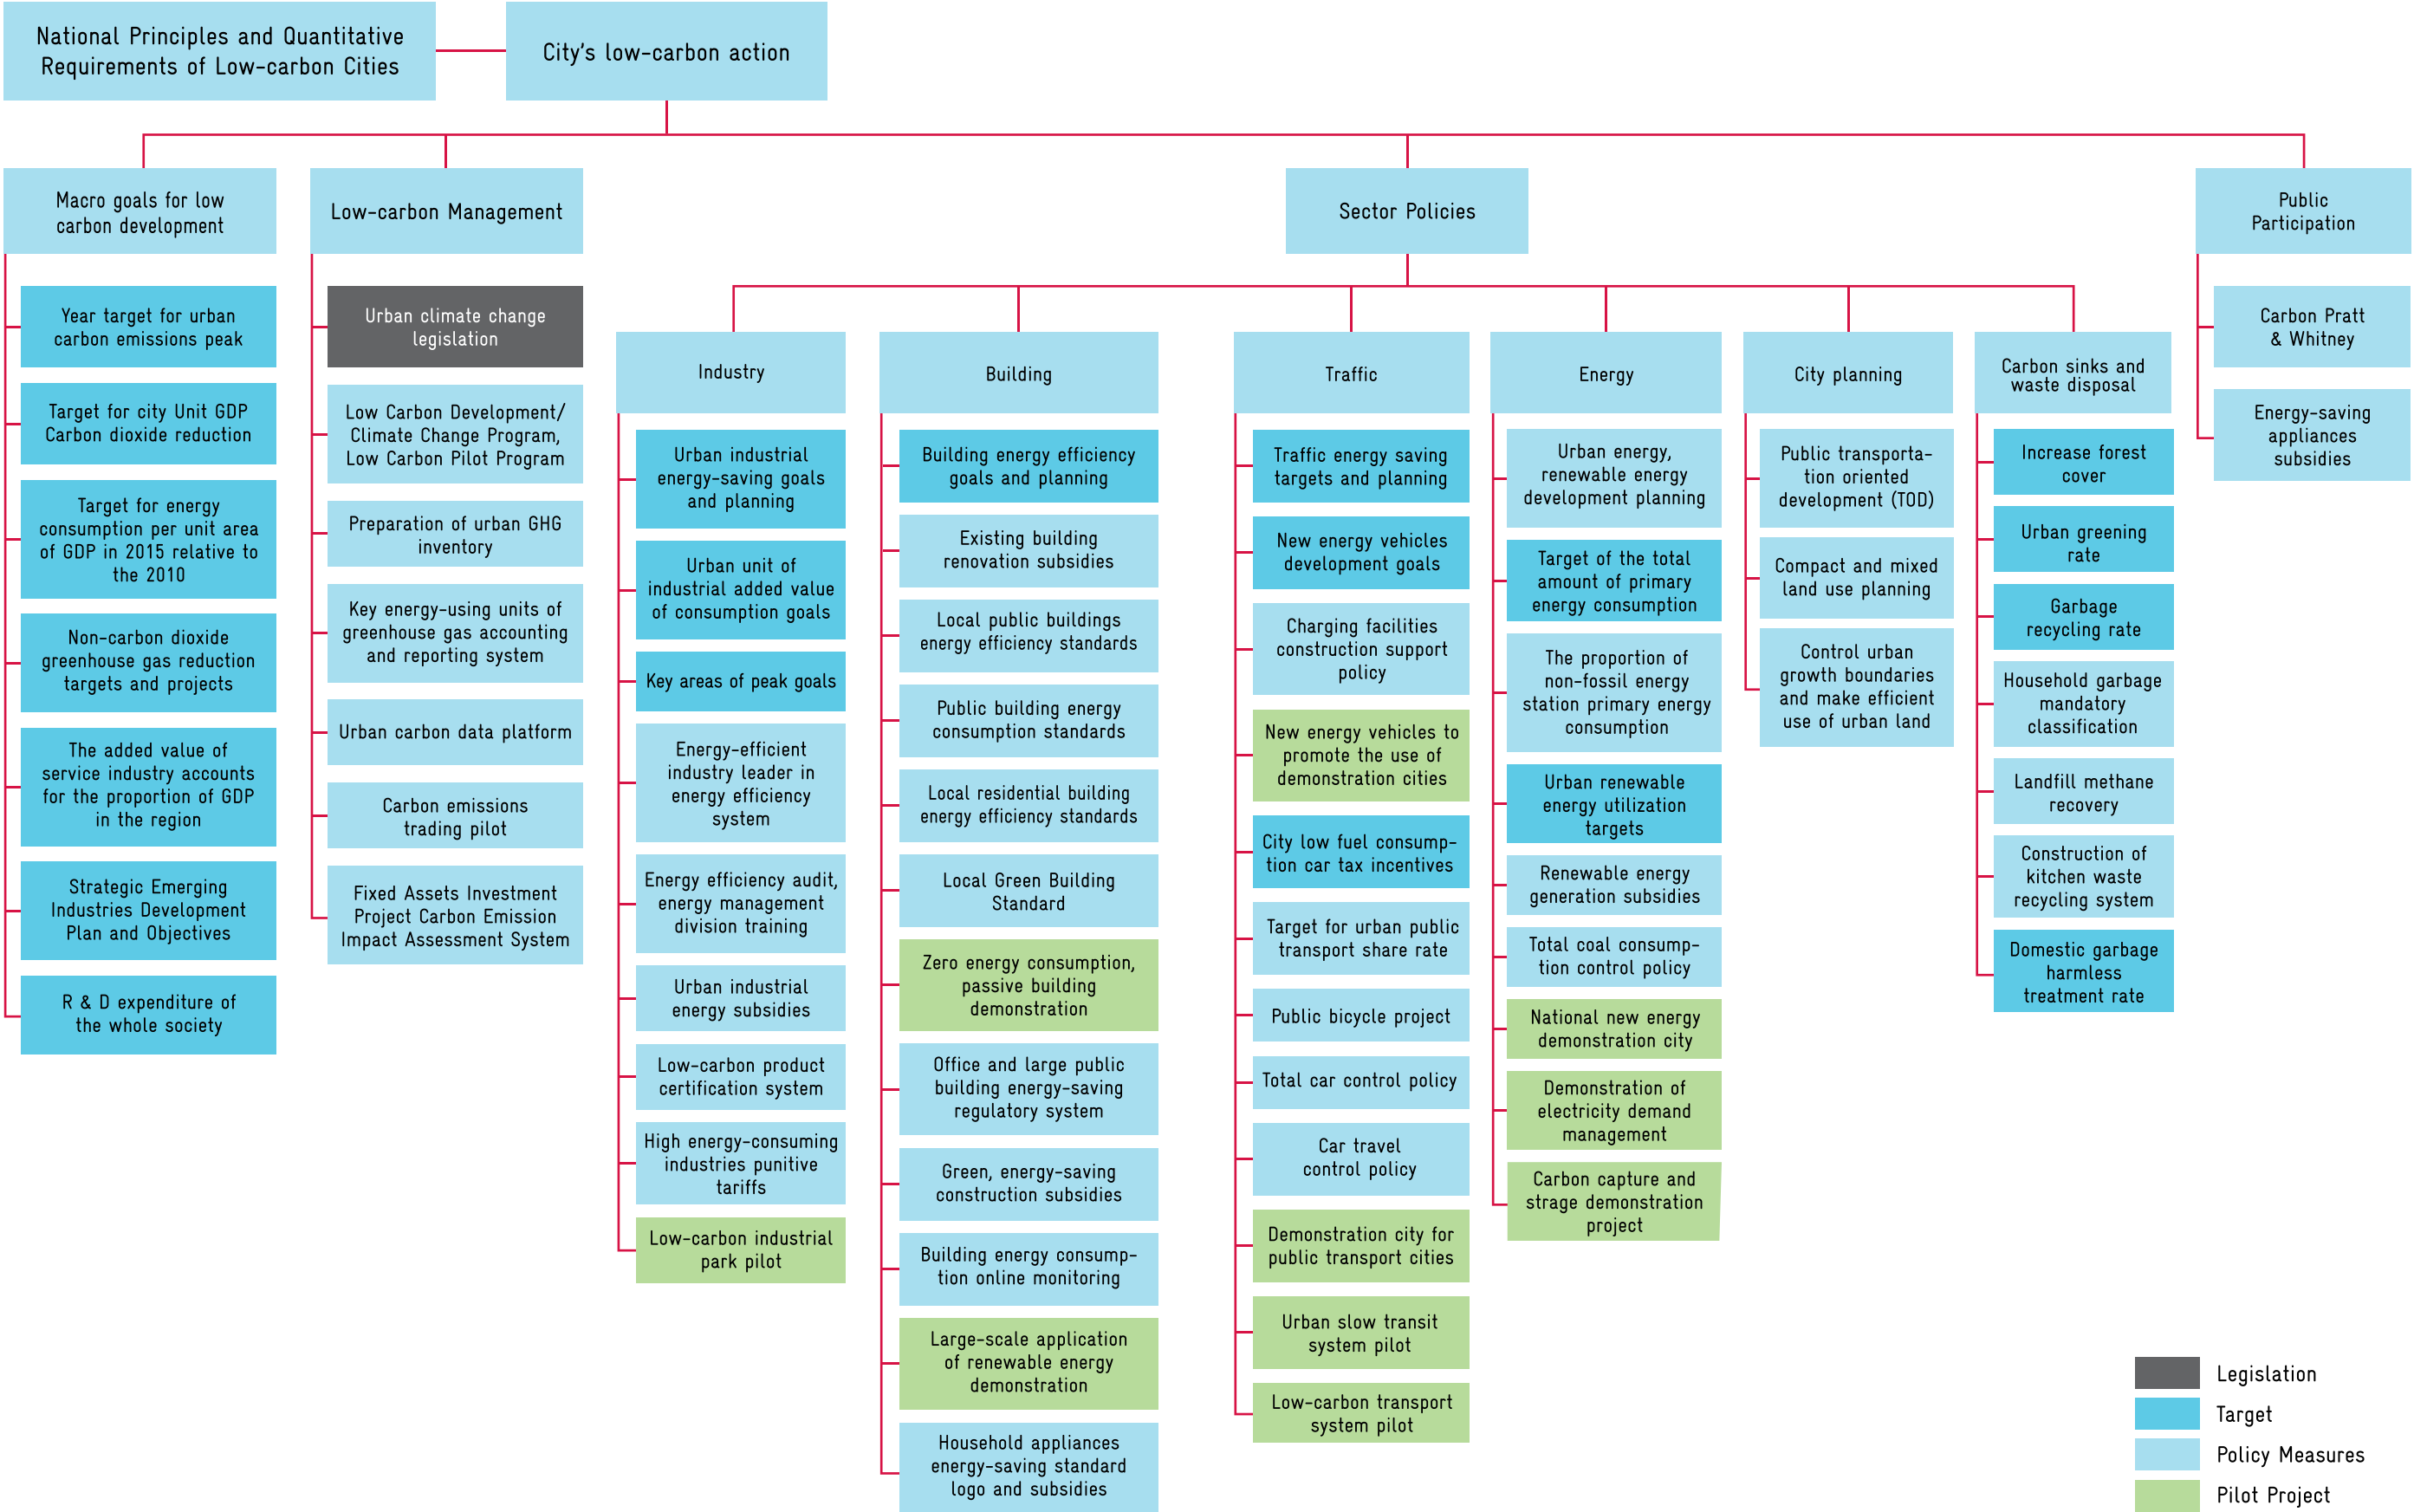 National Principles and Quantitative
Requirements of Low-carbon Cities
City's low-carbon action
Macro goals for low
carbon development
Year target for urban
carbon emissions peak
Target for city Unit GDP
Carbon dioxide reduction
Target for energy
consumption per unit area
of GDP in 2015 relative to
the 2010
Non-carbon dioxide
greenhouse gas reduction
targets and projects
The added value of
service industry accounts
for the proportion of GDP
in the region
Strategic Emerging
Industries Development
Plan and Objectives
R & D expenditure of
the whole society
Low-carbon Management
Urban climate change
legislation
Low Carbon Development/
Climate Change Program,
Low Carbon Pilot Program
Preparation of urban GHG
inventory
Key energy-using units of
greenhouse gas accounting
and reporting system
Urban carbon data platform
Carbon emissions
trading pilot
Fixed Assets Investment
Project Carbon Emission
Impact Assessment System
Sector Policies
Industry
Urban industrial
energy-saving goals
and planning
Urban unit of
industrial added value
of consumption goals
Key areas of peak goals
Energy-efficient
industry leader in
energy efficiency
system
Energy efficiency audit,
energy management
division training
Urban industrial
energy subsidies
Low-carbon product
certification system
High energy-consuming
industries punitive
tariffs
Low-carbon industrial
park pilot
Building
Building energy efficiency
goals and planning
Existing building
renovation subsidies
Local public buildings
energy efficiency standards
Public building energy
consumption standards
Local residential building
energy efficiency standards
Local Green Building
Standard
Zero energy consumption,
passive building
demonstration
Office and large public
building energy-saving
regulatory system
Green, energy-saving
construction subsidies
Building energy consump-
tion online monitoring
Large-scale application
of renewable energy
demonstration
Household appliances
energy-saving standard
logo and subsidies
Traffic
Traffic energy saving
targets and planning
New energy vehicles
development goals
Charging facilities
construction support
policy
New energy vehicles to
promote the use of
demonstration cities
City low fuel consump-
tion car tax incentives
Target for urban public
transport share rate
Public bicycle project
Total car control policy
Car travel
control policy
Demonstration city for
public transport cities
Urban slow transit
system pilot
Low-carbon transport
system pilot
Energy
Urban energy,
renewable energy
development planning
Target of the total
amount of primary
energy consumption
The proportion of
non-fossil energy
station primary energy
consumption
Urban renewable
energy utilization
targets
Renewable energy
generation subsidies
Total coal consump-
tion control policy
National new energy
demonstration city
Demonstration of
electricity demand
management
Carbon capture and
strage demonstration
project
City planning
Public transporta-
tion oriented
development (TOD)
Compact and mixed
land use planning
Control urban
growth boundaries
and make efficient
use of urban land
Carbon sinks and
waste disposal
Increase forest
cover
Urban greening
rate
Garbage
recycling rate
Household garbage
mandatory
classification
Landfill methane
recovery
Construction of
kitchen waste
recycling system
Domestic garbage
harmless
treatment rate
Public
Participation
Carbon Pratt
& Whitney
Energy-saving
appliances
subsidies
Legislation
Target
Policy Measures
Pilot Project